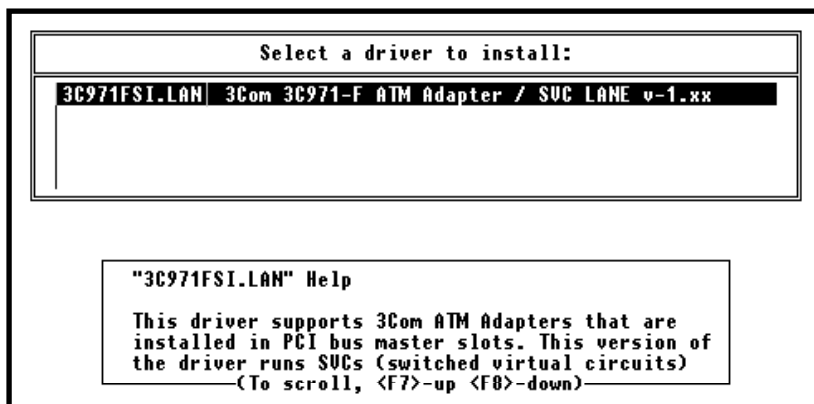 Select a driver to install:
3C971FSI.LAN 3Com 3C971-F ATM Adapter / SVC LANE v-1.xx
"3C971FSI.LAN" Help
This driver supports 3Com ATM Adapters that are
installed in PCI bus master slots. This version of
the driver runs SVCs (switched virtual circuits)
(To scroll, <F7>-up <F8>-down)